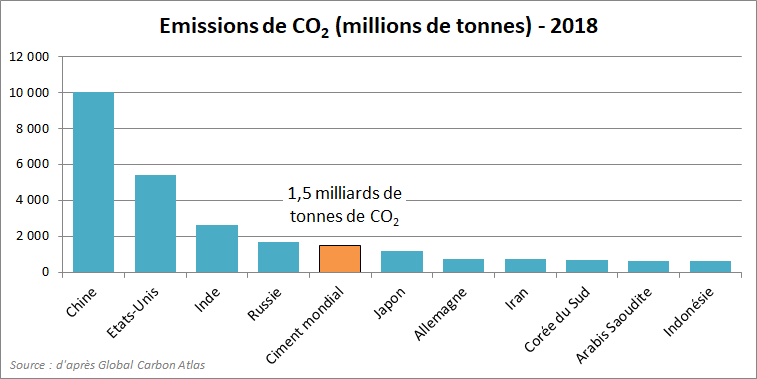 Emissions de CO₂ (millions de tonnes) - 2018
12 000
10 000
8 000
6 000
4 000
2 000
0
1,5 milliards de
tonnes de CO₂
Chine
Etats-Unis
Inde
Russie
Ciment mondial
Japon
Allemagne
Iran
Corée du Sud
Arabis Saoudite
Indonésie
Source : d'après Global Carbon Atlas